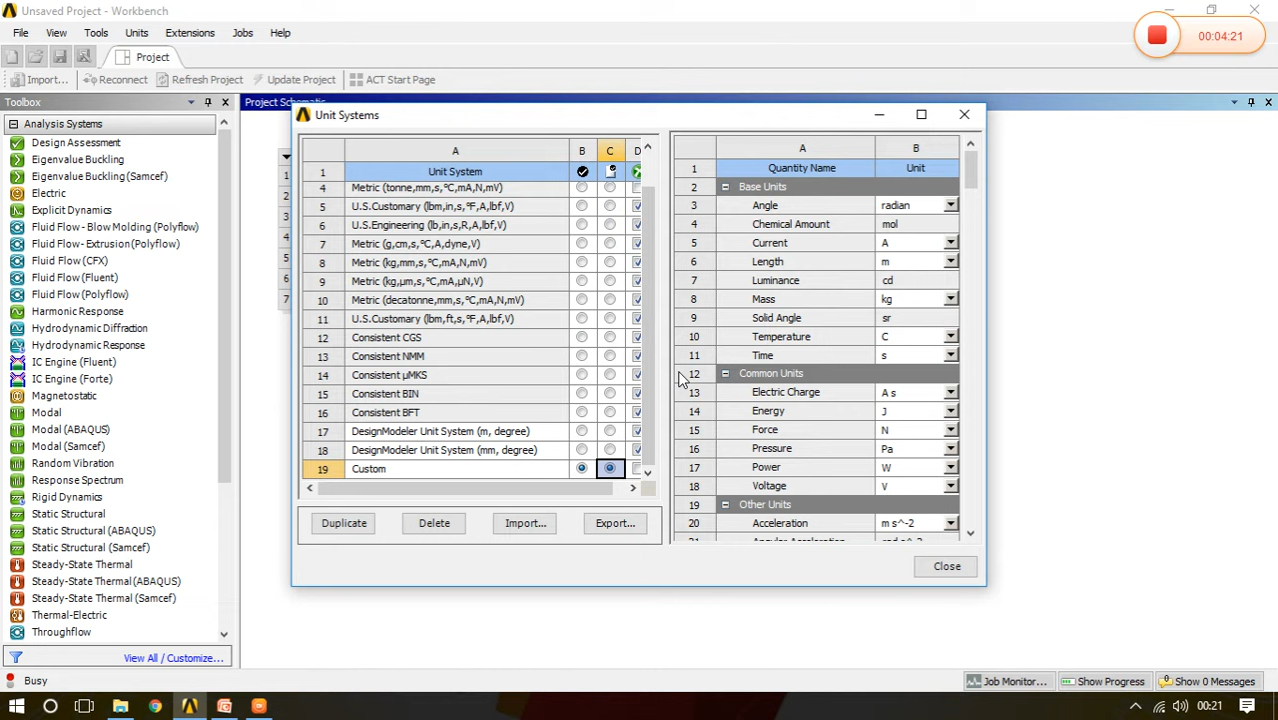 Unsaved Project - Workbench
00:04:21
File View Tools Units Extensions Jobs Help
Project
Import... Reconnect Refresh Project Update Project ACT Start Page
Toolbox
Analysis Systems
Design Assessment
Eigenvalue Buckling
Eigenvalue Buckling (Samcef)
Electric
Explicit Dynamics
Fluid Flow - Blow Molding (Polyflow)
Fluid Flow - Extrusion (Polyflow)
Fluid Flow (CFX)
Fluid Flow (Fluent)
Fluid Flow (Polyflow)
Harmonic Response
Hydrodynamic Diffraction
Hydrodynamic Response
IC Engine (Fluent)
IC Engine (Forte)
Magnetostatic
Modal
Modal (ABAQUS)
Modal (Samcef)
Random Vibration
Response Spectrum
Rigid Dynamics
Static Structural
Static Structural (ABAQUS)
Static Structural (Samcef)
Steady-State Thermal
Steady-State Thermal (ABAQUS)
Steady-State Thermal (Samcef)
Thermal-Electric
Throughflow
View All / Customize...
Project Schematic
1
2
3
4
5
6
7
Unit Systems
A B C D
1 Unit System
4 Metric (tonne,mm,s,°C,mA,N,mV)
5 U.S.Customary (lbm,in,s,°F,A,lbf,V)
6 U.S.Engineering (lb,in,s,R,A,lbf,V)
7 Metric (g,cm,s,°C,A,dyne,V)
8 Metric (kg,mm,s,°C,mA,N,mV)
9 Metric (kg,µm,s,°C,mA,µN,V)
10 Metric (decatonne,mm,s,°C,mA,N,mV)
11 U.S.Customary (lbm,ft,s,°F,A,lbf,V)
12 Consistent CGS
13 Consistent NMM
14 Consistent µMKS
15 Consistent BIN
16 Consistent BFT
17 DesignModeler Unit System (m, degree)
18 DesignModeler Unit System (mm, degree)
19 Custom
Duplicate Delete Import... Export...
A B
1 Quantity Name Unit
2 Base Units
3 Angle radian
4 Chemical Amount mol
5 Current A
6 Length m
7 Luminance cd
8 Mass kg
9 Solid Angle sr
10 Temperature C
11 Time s
12 Common Units
13 Electric Charge A s
14 Energy J
15 Force N
16 Pressure Pa
17 Power W
18 Voltage V
19 Other Units
20 Acceleration m s^-2
21 Angular Acceleration rad s^-2
Close
Busy
Job Monitor... Show Progress Show 0 Messages
00:21